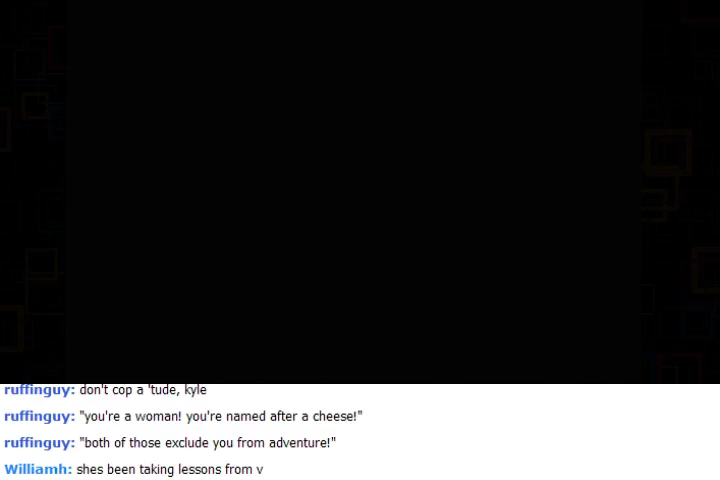 ruffinguy: don't cop a 'tude, kyle
ruffinguy: "you're a woman! you're named after a cheese!"
ruffinguy: "both of those exclude you from adventure!"
Williamh: shes been taking lessons from v